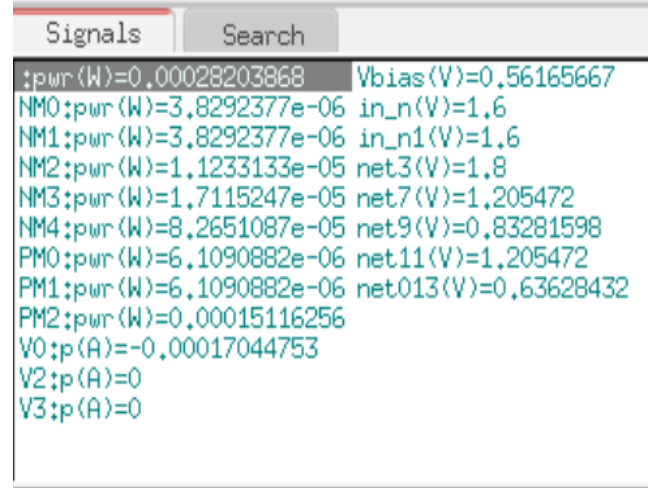 Signals Search
:pwr(W)=0.00028203868 Vbias(V)=0.56165667
NM0:pwr(W)=3.8292377e-06 in_n(V)=1.6
NM1:pwr(W)=3.8292377e-06 in_n1(V)=1.6
NM2:pwr(W)=1.1233133e-05 net3(V)=1.8
NM3:pwr(W)=1.7115247e-05 net7(V)=1.205472
NM4:pwr(W)=8.2651087e-05 net9(V)=0.83281598
PM0:pwr(W)=6.1090882e-06 net11(V)=1.205472
PM1:pwr(W)=6.1090882e-06 net013(V)=0.63628432
PM2:pwr(W)=0.00015116256
V0:p(A)=-0.00017044753
V2:p(A)=0
V3:p(A)=0